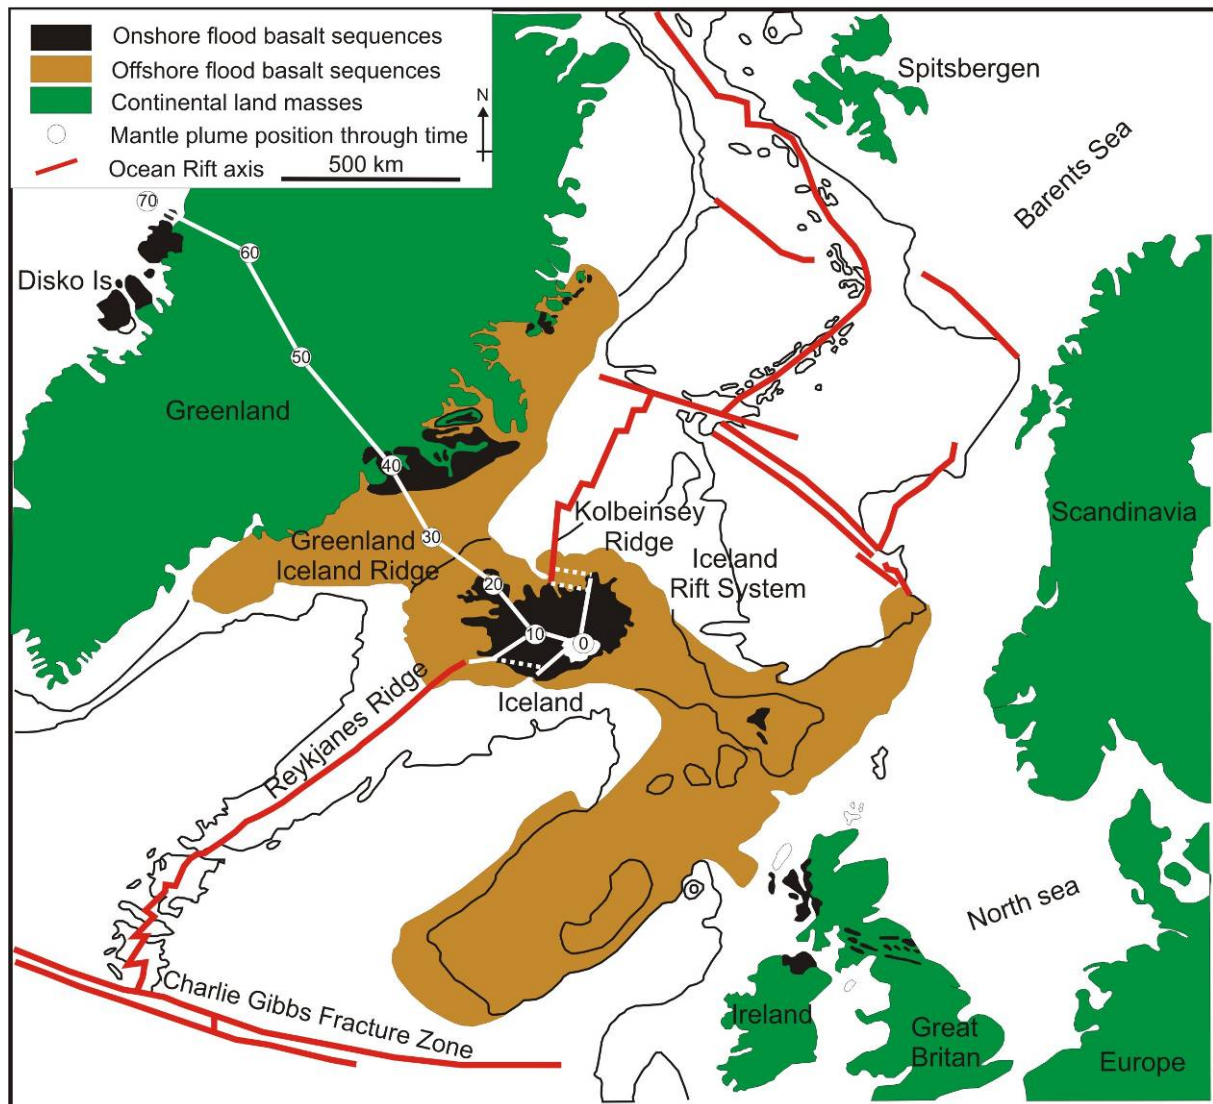 Onshore flood basalt sequences
Offshore flood basalt sequences
Continental land masses
Mantle plume position through time
Ocean Rift axis
500 km
N
Spitsbergen
Barents Sea
70
60
Disko Is.
50
Greenland
40
Scandinavia
30
Kolbeinsey
Ridge
Greenland
Iceland Ridge
Iceland
Rift System
20
10
0
Iceland
Reykjanes Ridge
North sea
Charlie Gibbs Fracture Zone
Ireland
Great
Britan
Europe